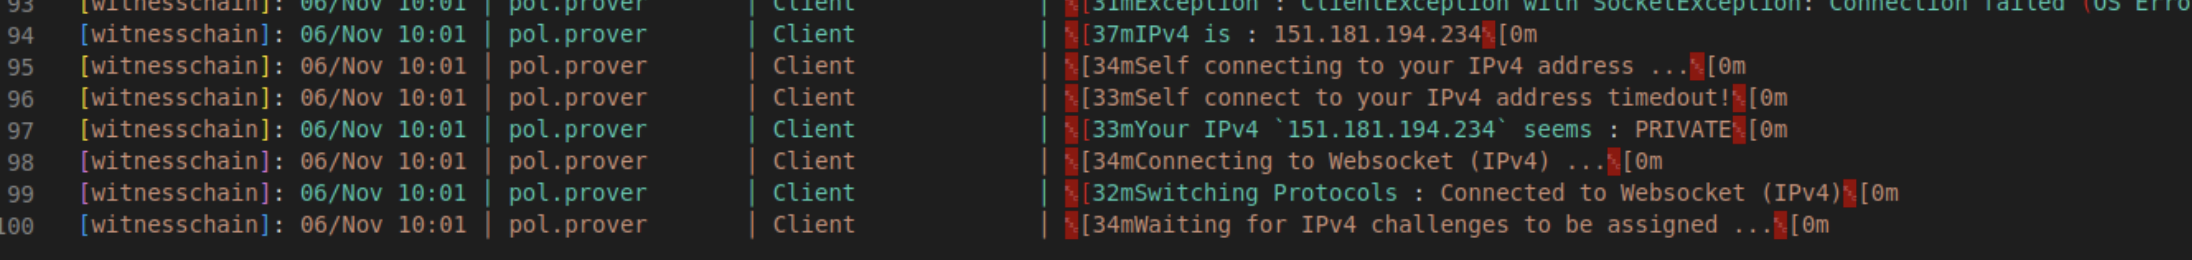 93 [witnesschain]: 06/Nov 10:01 | pol.prover | Client | [31mException : ClientException with SocketException: Connection failed (OS Erro
94 [witnesschain]: 06/Nov 10:01 | pol.prover | Client | [37mIPv4 is : 151.181.194.234[0m
95 [witnesschain]: 06/Nov 10:01 | pol.prover | Client | [34mSelf connecting to your IPv4 address ...[0m
96 [witnesschain]: 06/Nov 10:01 | pol.prover | Client | [33mSelf connect to your IPv4 address timedout![0m
97 [witnesschain]: 06/Nov 10:01 | pol.prover | Client | [33mYour IPv4 `151.181.194.234` seems : PRIVATE[0m
98 [witnesschain]: 06/Nov 10:01 | pol.prover | Client | [34mConnecting to Websocket (IPv4) ...[0m
99 [witnesschain]: 06/Nov 10:01 | pol.prover | Client | [32mSwitching Protocols : Connected to Websocket (IPv4)[0m
100 [witnesschain]: 06/Nov 10:01 | pol.prover | Client | [34mWaiting for IPv4 challenges to be assigned ...[0m